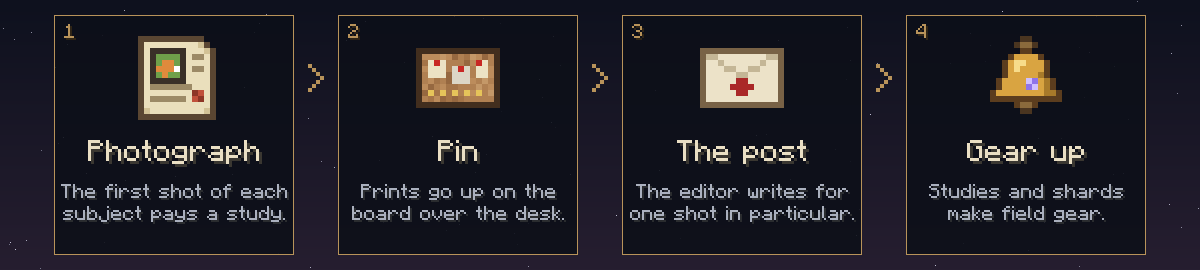 1
Photograph
The first shot of each
subject pays a study.
2
Pin
Prints go up on the
board over the desk.
3
The post
The editor writes for
one shot in particular.
4
Gear up
Studies and shards
make field gear.